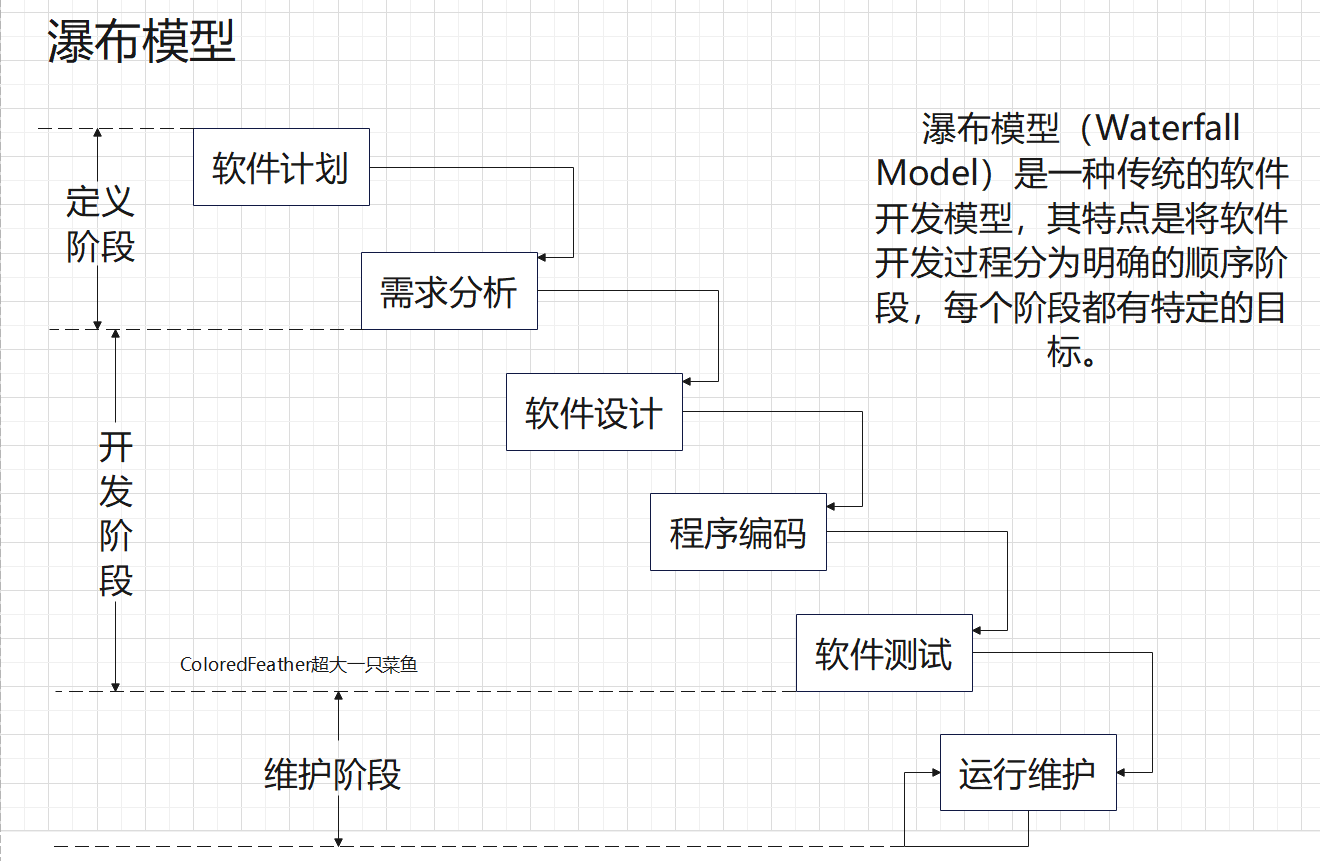 瀑布模型
瀑布模型（Waterfall
Model）是一种传统的软件
开发模型，其特点是将软件
开发过程分为明确的顺序阶
段，每个阶段都有特定的目
标。
软件计划
定义
阶段
需求分析
软件设计
开
发
阶
段
程序编码
软件测试
ColoredFeather超大一只菜鱼
维护阶段
运行维护